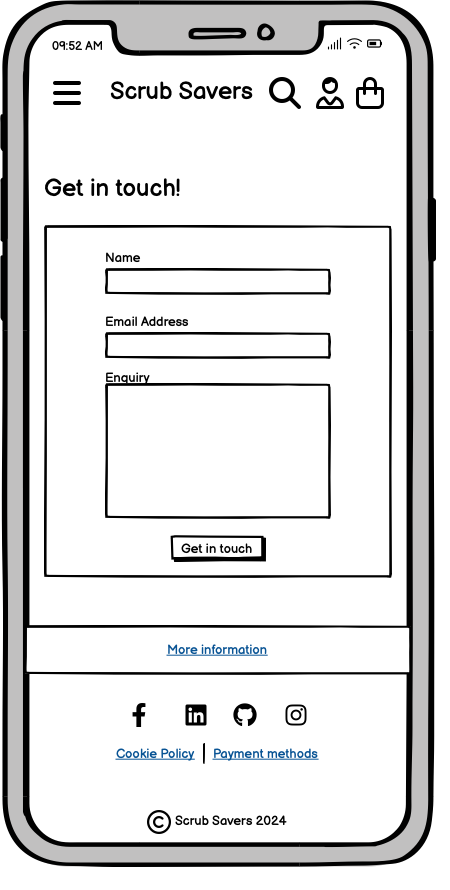 09:52 AM
Scrub Savers
Get in touch!
Name
Email Address
Enquiry
Get in touch
More information
Cookie Policy | Payment methods
© Scrub Savers 2024